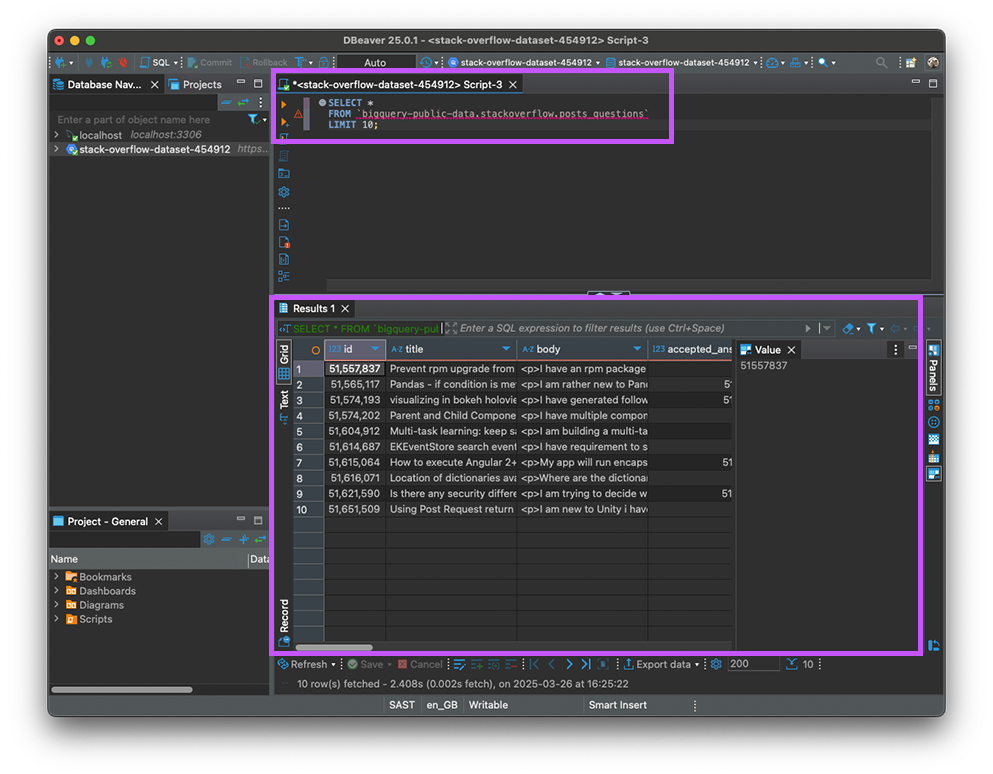 DBeaver 25.0.1 - <stack-overflow-dataset-454912> Script-3
SQL Commit Rollback Auto stack-overflow-dataset-454912 stack-overflow-dataset-454912
Database Nav... Projects
Enter a part of object name here
localhost localhost:3306
stack-overflow-dataset-454912 https...
*<stack-overflow-dataset-454912> Script-3
SELECT *
FROM `bigquery-public-data.stackoverflow.posts_questions`
LIMIT 10;
Results 1
SELECT * FROM `bigquery-pul Enter a SQL expression to filter results (use Ctrl+Space)
Grid
Text
Record
123 id A-Z title A-Z body 123 accepted_ans
1 51,557,837 Prevent rpm upgrade from <p>I have an rpm package
2 51,565,117 Pandas - if condition is me <p>I am rather new to Pan 5
3 51,574,193 visualizing in bokeh holovie <p>I have generated follow 51
4 51,574,202 Parent and Child Compone <p>I have multiple compor
5 51,604,912 Multi-task learning: keep sa <p>I am building a multi-ta
6 51,614,687 EKEventStore search event <p>I have requirement to s
7 51,615,064 How to execute Angular 2+ <p>My app will run encaps 51
8 51,616,071 Location of dictionaries ava <p>Where are the dictiona
9 51,621,590 Is there any security differe <p>I am trying to decide w 51
10 51,651,509 Using Post Request return <p>I am new to Unity i have
Value
51557837
Panels
Refresh Save Cancel Export data 200 10
10 row(s) fetched - 2.408s (0.002s fetch), on 2025-03-26 at 16:25:22
Project - General
Name Data
Bookmarks
Dashboards
Diagrams
Scripts
SAST en_GB Writable Smart Insert